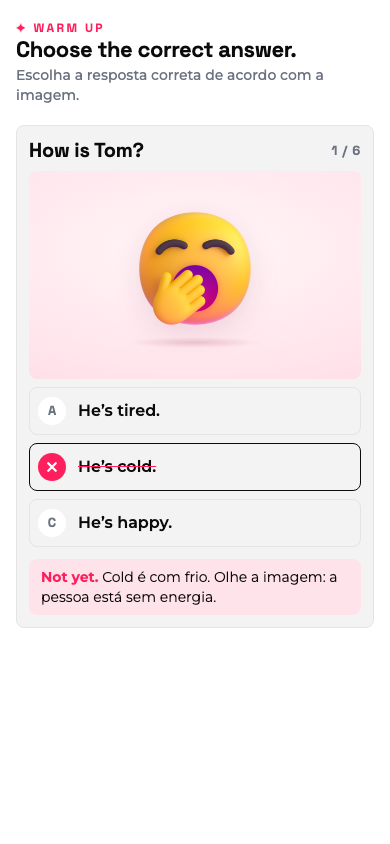 ✦ WARM UP
Choose the correct answer.
Escolha a resposta correta de acordo com a
imagem.
How is Tom?
1 / 6
A
He's tired.
He's cold.
C
He's happy.
Not yet. Cold é com frio. Olhe a imagem: a
pessoa está sem energia.